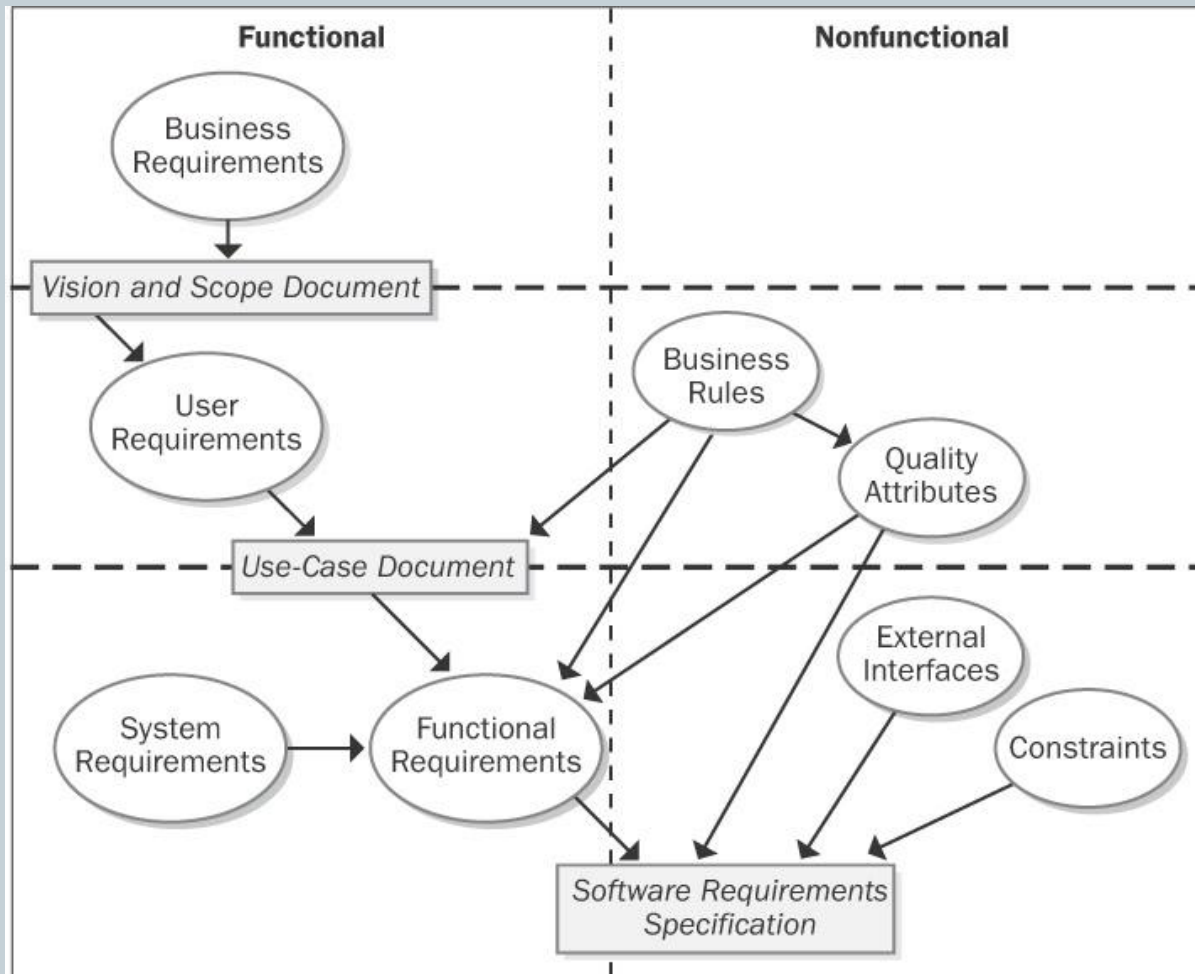 Functional
Nonfunctional
Business
Requirements
Vision and Scope Document
User
Requirements
Business
Rules
Quality
Attributes
Use-Case Document
System
Requirements
Functional
Requirements
External
Interfaces
Constraints
Software Requirements
Specification